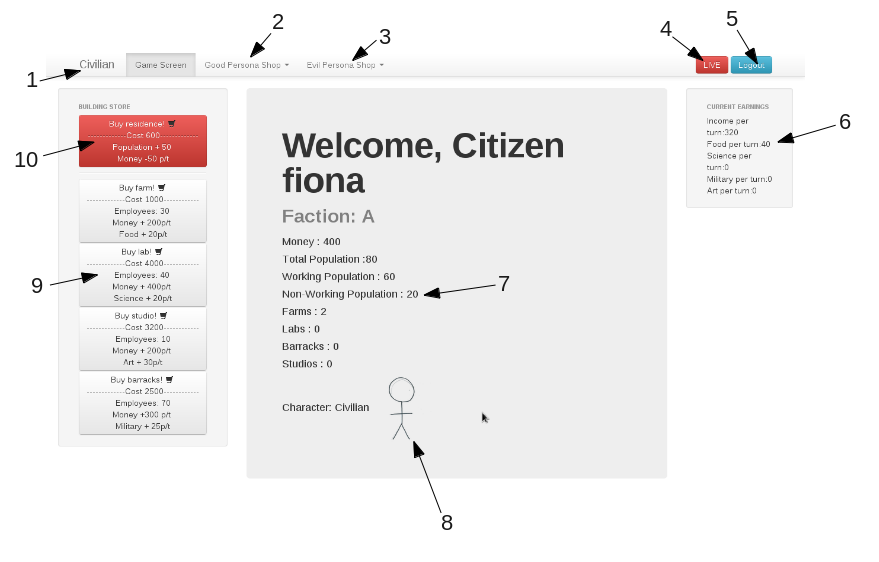 2
3
4
5
1
Civilian
Game Screen
Good Persona Shop
Evil Persona Shop
LIVE
Logout
BUILDING STORE
Buy residence!
------------Cost 600------------
Population + 50
Money -50 p/t
10
Buy farm!
------------Cost 1000-----------
Employees: 30
Money + 200p/t
Food + 20p/t
Buy lab!
------------Cost 4000-----------
Employees: 40
Money + 400p/t
Science + 20p/t
9
Buy studio!
------------Cost 3200-----------
Employees: 10
Money + 200p/t
Art + 30p/t
Buy barracks!
------------Cost 2500-----------
Employees: 70
Money +300 p/t
Military + 25p/t
Welcome, Citizen
fiona
Faction: A
Money : 400
Total Population :80
Working Population : 60
Non-Working Population : 20
7
Farms : 2
Labs : 0
Barracks : 0
Studios : 0
Character: Civilian
8
CURRENT EARNINGS
Income per
turn:320
Food per turn:40
Science per
turn:0
Military per turn:0
Art per turn:0
6